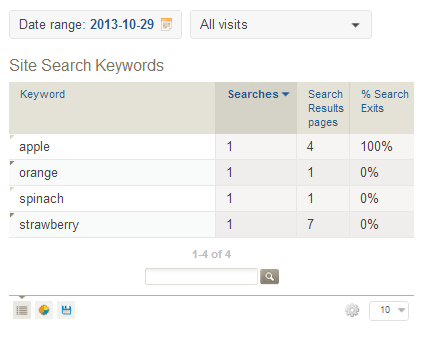 Date range: 2013-10-29
All visits
Site Search Keywords
Keyword Searches Search Results pages % Search Exits
apple 1 4 100%
orange 1 1 0%
spinach 1 1 0%
strawberry 1 7 0%
1-4 of 4
10